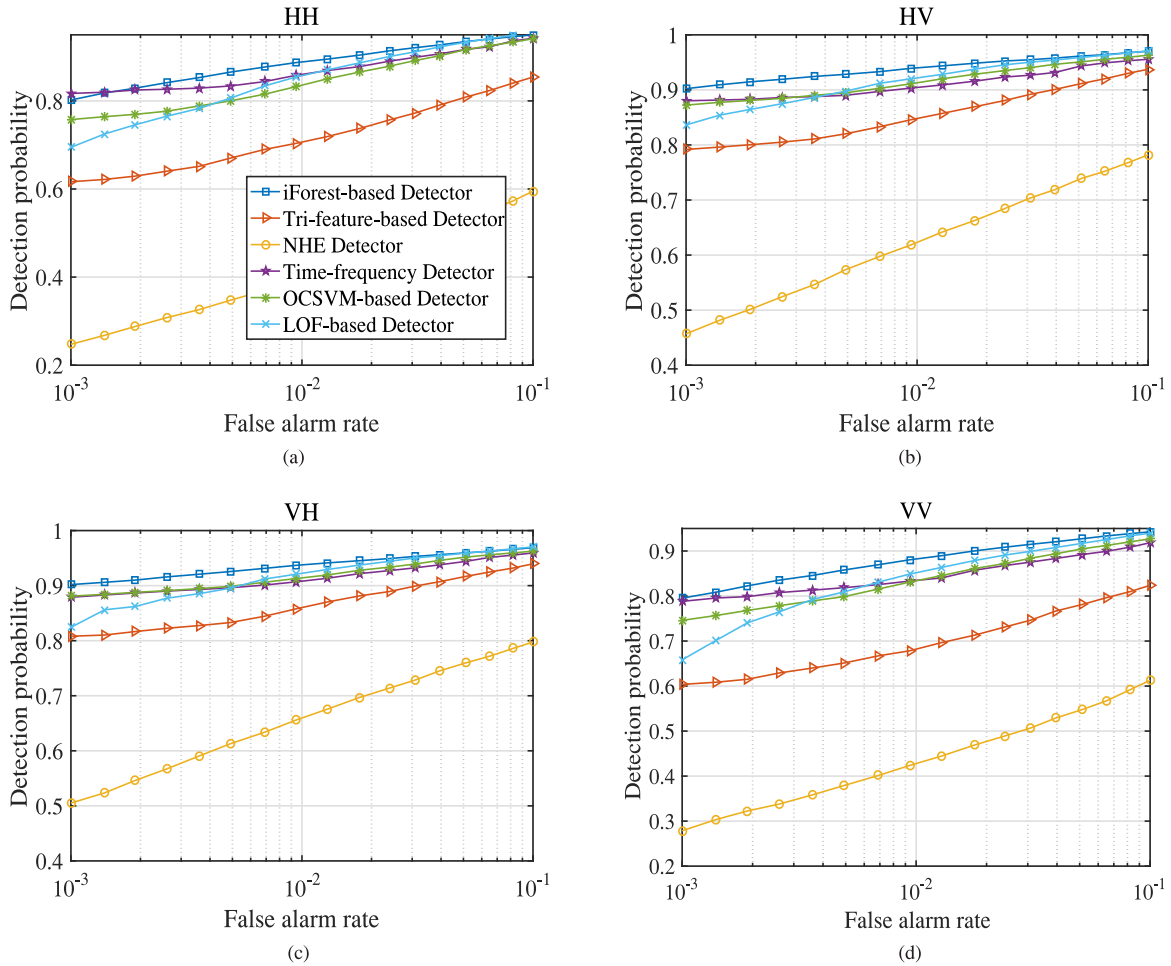 HH
Detection probability
0.8
0.6
0.4
0.2
10-3
10-2
10-1
False alarm rate
iForest-based Detector
Tri-feature-based Detector
NHE Detector
Time-frequency Detector
OCSVM-based Detector
LOF-based Detector
(a)
HV
Detection probability
1
0.9
0.8
0.7
0.6
0.5
0.4
10-3
10-2
10-1
False alarm rate
(b)
VH
Detection probability
1
0.9
0.8
0.7
0.6
0.5
0.4
10-3
10-2
10-1
False alarm rate
(c)
VV
Detection probability
0.9
0.8
0.7
0.6
0.5
0.4
0.3
0.2
10-3
10-2
10-1
False alarm rate
(d)